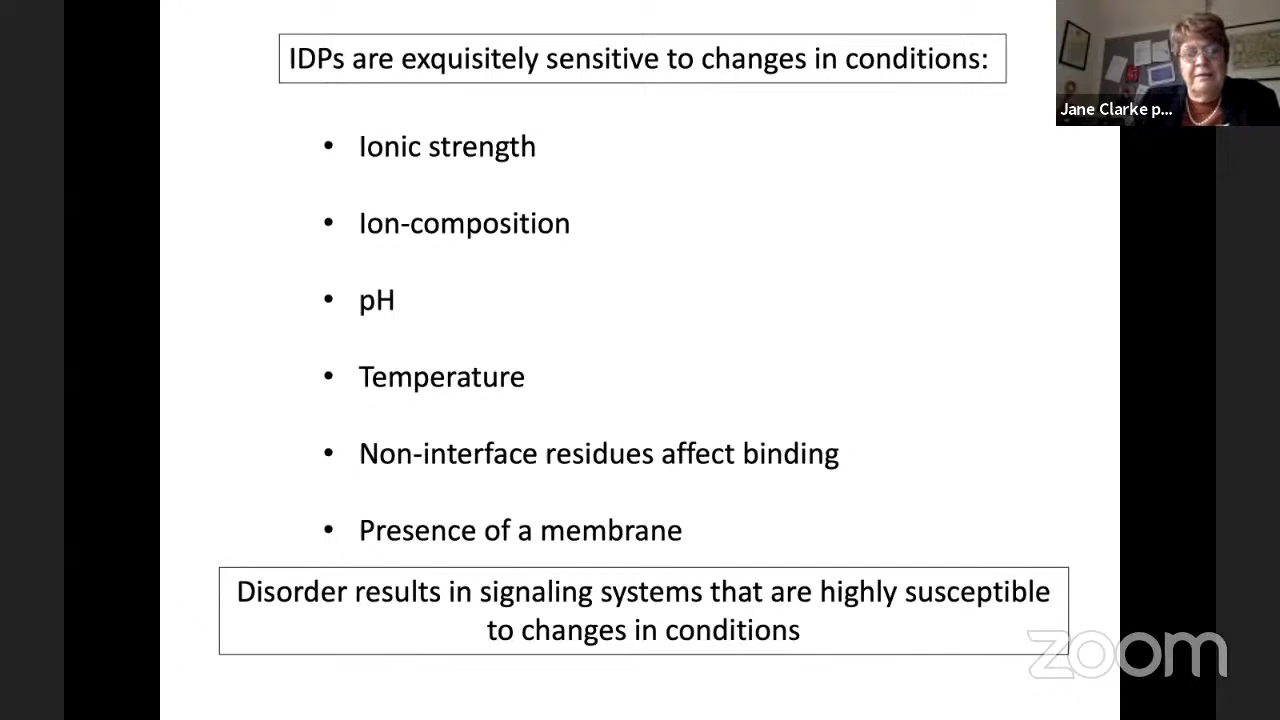 IDPs are exquisitely sensitive to changes in conditions:
Jane Clarke p...
• Ionic strength
• Ion-composition
• pH
• Temperature
• Non-interface residues affect binding
• Presence of a membrane
Disorder results in signaling systems that are highly susceptible
to changes in conditions
zoom